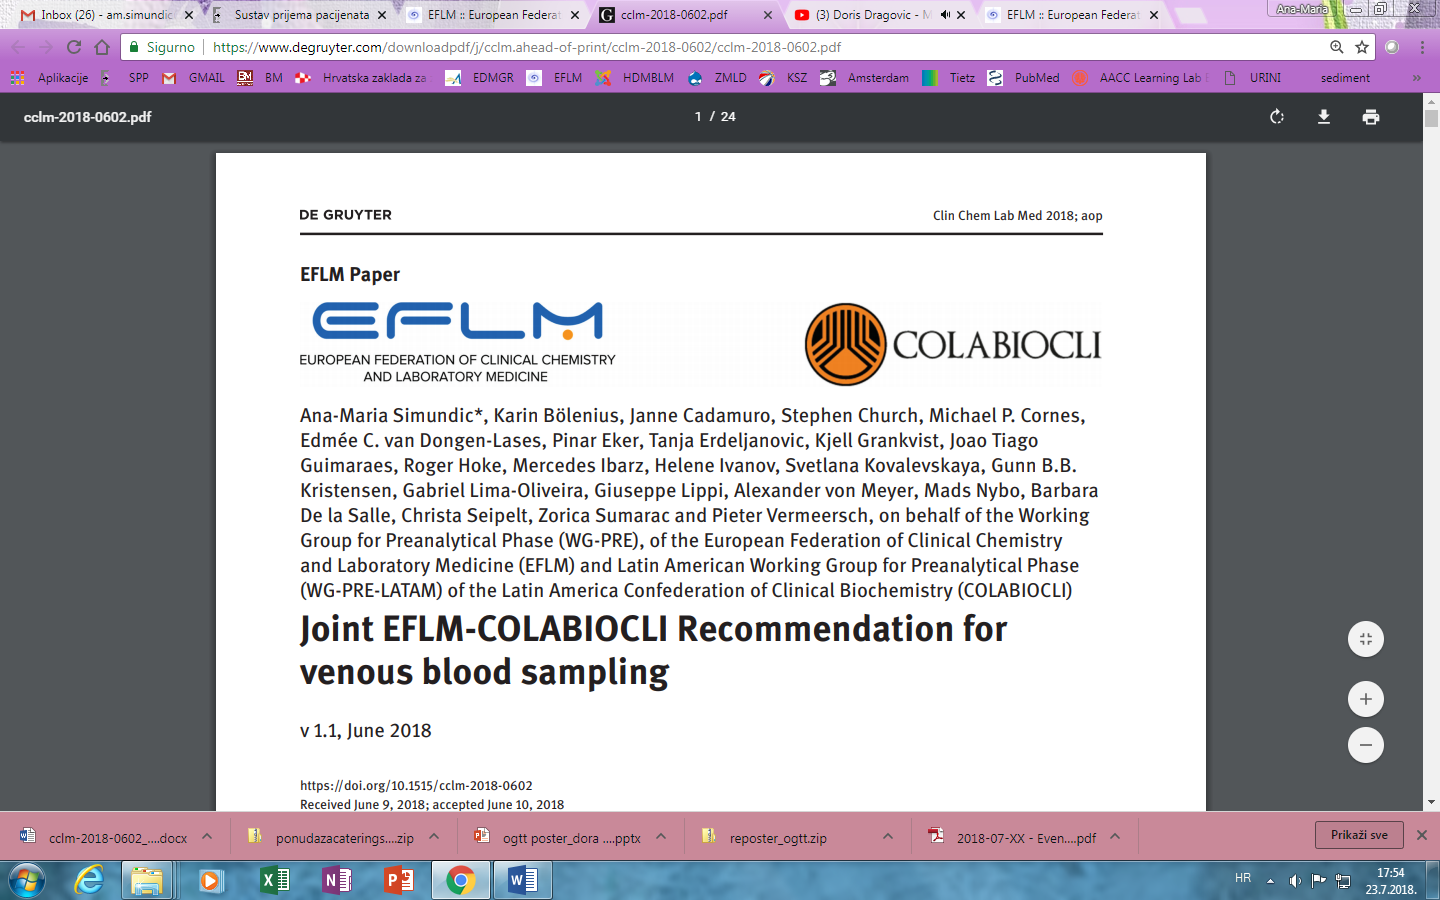 Inbox (26) - am.simundic
Sustav prijema pacijenata
EFLM :: European Federat
cclm-2018-0602.pdf
(3) Doris Dragovic - M
EFLM :: European Federat
Ana-Maria
Sigurno
https://www.degruyter.com/downloadpdf/j/cclm.ahead-of-print/cclm-2018-0602/cclm-2018-0602.pdf
Aplikacije
SPP
GMAIL
BM
Hrvatska zaklada za
EDMGR
EFLM
HDMBLM
ZMLD
KSZ
Amsterdam
Tietz
PubMed
AACC Learning Lab
URINI
sediment
»
cclm-2018-0602.pdf
1 / 24
DE GRUYTER
Clin Chem Lab Med 2018; aop
EFLM Paper
EFLM
EUROPEAN FEDERATION OF CLINICAL CHEMISTRY
AND LABORATORY MEDICINE
COLABIOCLI
Ana-Maria Simundic*, Karin Bölenius, Janne Cadamuro, Stephen Church, Michael P. Cornes,
Edmée C. van Dongen-Lases, Pinar Eker, Tanja Erdeljanovic, Kjell Grankvist, Joao Tiago
Guimaraes, Roger Hoke, Mercedes Ibarz, Helene Ivanov, Svetlana Kovalevskaya, Gunn B.B.
Kristensen, Gabriel Lima-Oliveira, Giuseppe Lippi, Alexander von Meyer, Mads Nybo, Barbara
De la Salle, Christa Seipelt, Zorica Sumarac and Pieter Vermeersch, on behalf of the Working
Group for Preanalytical Phase (WG-PRE), of the European Federation of Clinical Chemistry
and Laboratory Medicine (EFLM) and Latin American Working Group for Preanalytical Phase
(WG-PRE-LATAM) of the Latin America Confederation of Clinical Biochemistry (COLABIOCLI)
Joint EFLM-COLABIOCLI Recommendation for
venous blood sampling
v 1.1, June 2018
https://doi.org/10.1515/cclm-2018-0602
Received June 9, 2018; accepted June 10, 2018
cclm-2018-0602_....docx
ponudazacaterings....zip
ogtt poster_dora ....pptx
reposter_ogtt.zip
2018-07-XX - Even....pdf
Prikaži sve
HR
17:54
23.7.2018.